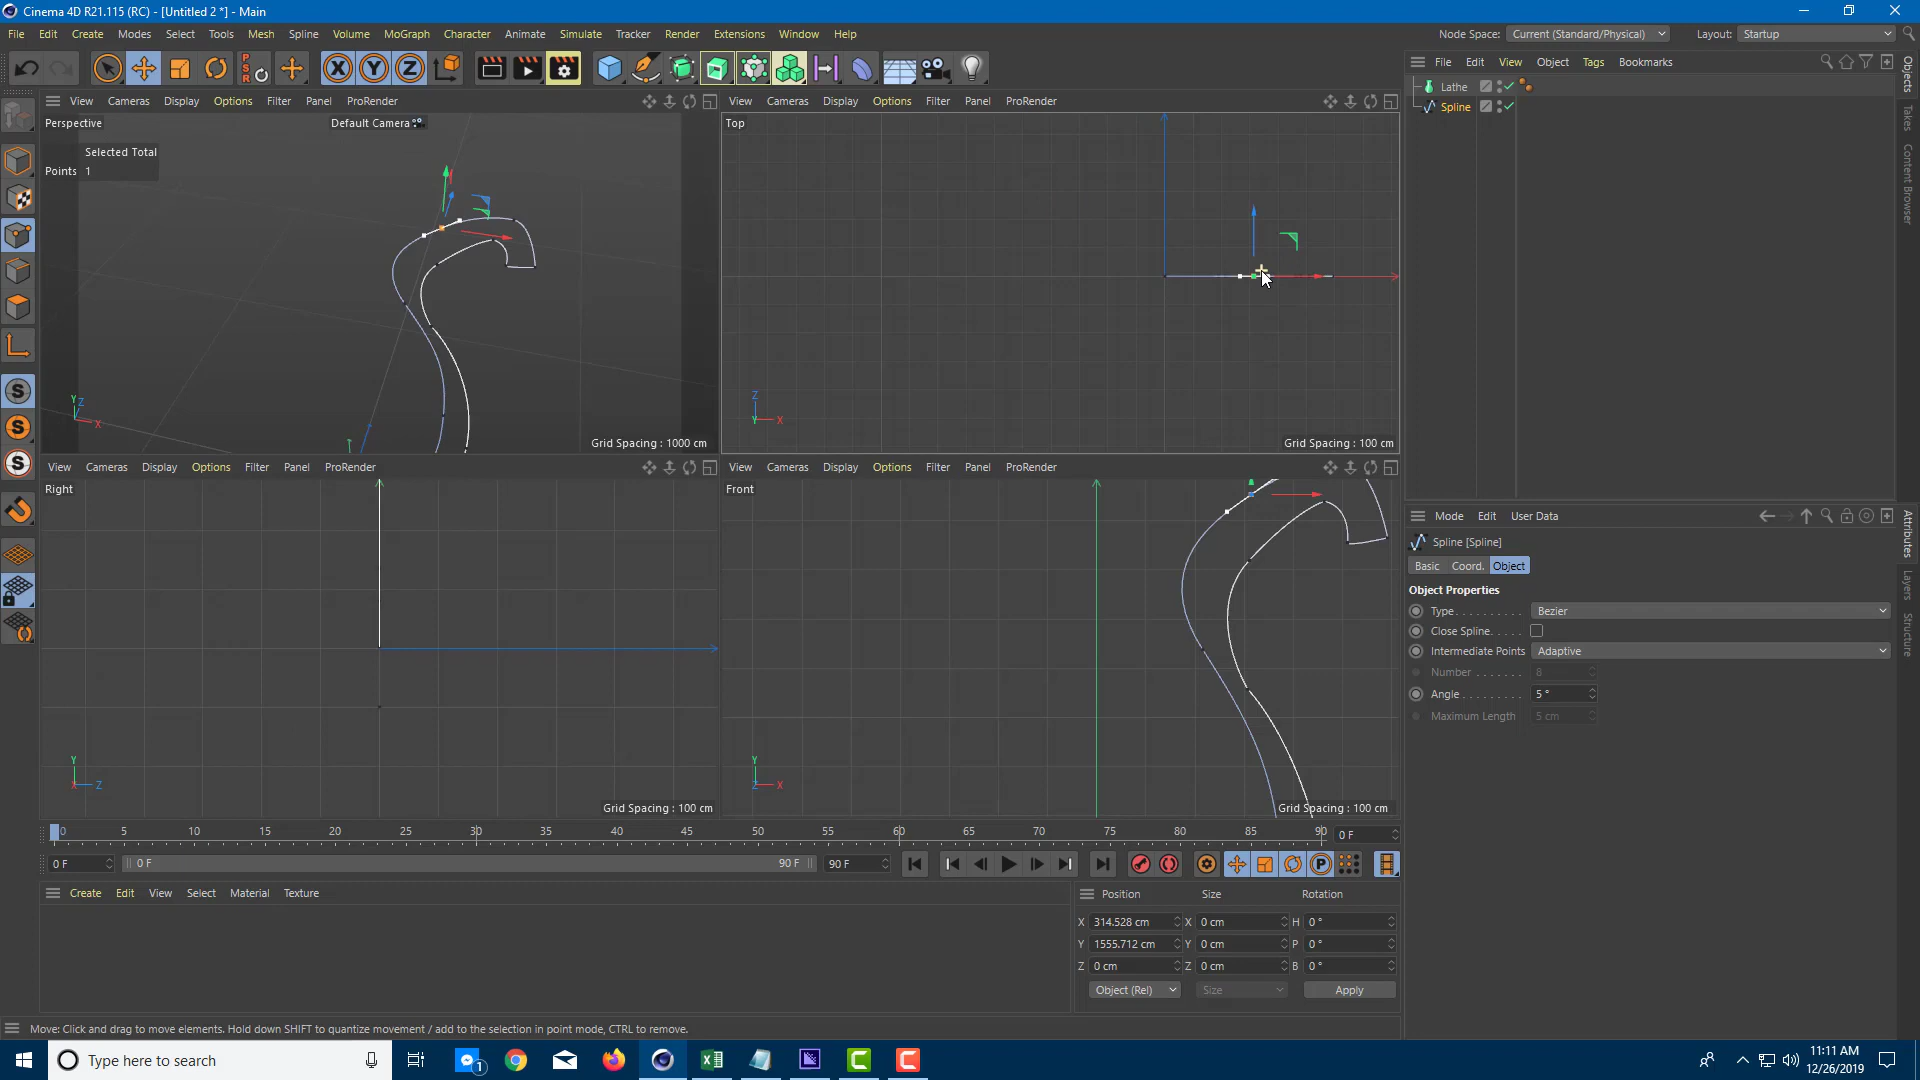 Cinema 4D R21.115 (RC) - [Untitled 2 *] - Main
File Edit Create Modes Select Tools Mesh Spline Volume MoGraph Character Animate Simulate Tracker Render Extensions Window Help
Node Space: Current (Standard/Physical) Layout: Startup
View Cameras Display Options Filter Panel ProRender
View Cameras Display Options Filter Panel ProRender
File Edit View Object Tags Bookmarks
Perspective
Default Camera
Selected Total
Points 1
Grid Spacing : 1000 cm
Top
Grid Spacing : 100 cm
Lathe
Spline
Objects
Takes
Content Browser
View Cameras Display Options Filter Panel ProRender
View Cameras Display Options Filter Panel ProRender
Right
Grid Spacing : 100 cm
Front
Grid Spacing : 100 cm
Mode Edit User Data
Spline [Spline]
Basic Coord. Object
Object Properties
Type . . . . . . . . Bezier
Close Spline. . . . .
Intermediate Points Adaptive
Number . . . . . . . 8
Angle . . . . . . . . 5 °
Maximum Length 5 cm
Attributes
Layers
Structure
0 5 10 15 20 25 30 35 40 45 50 55 60 65 70 75 80 85 90 0 F
0 F 0 F 90 F 90 F
Create Edit View Select Material Texture
Position Size Rotation
X 314.528 cm X 0 cm H 0 °
Y 1555.712 cm Y 0 cm P 0 °
Z 0 cm Z 0 cm B 0 °
Object (Rel) Size Apply
Move: Click and drag to move elements. Hold down SHIFT to quantize movement / add to the selection in point mode, CTRL to remove.
Type here to search
11:11 AM
12/26/2019